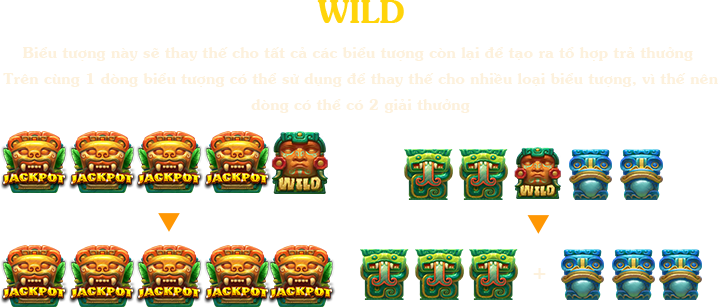 WILD
Biểu tượng này sẽ thay thế cho tất cả các biểu tượng còn lại để tạo ra tổ hợp trả thưởng
Trên cùng 1 dòng biểu tượng có thể sử dụng để thay thế cho nhiều loại biểu tượng, vì thế nên
dòng có thể có 2 giải thưởng
JACKPOT JACKPOT JACKPOT JACKPOT WILD WILD
JACKPOT JACKPOT JACKPOT JACKPOT JACKPOT +